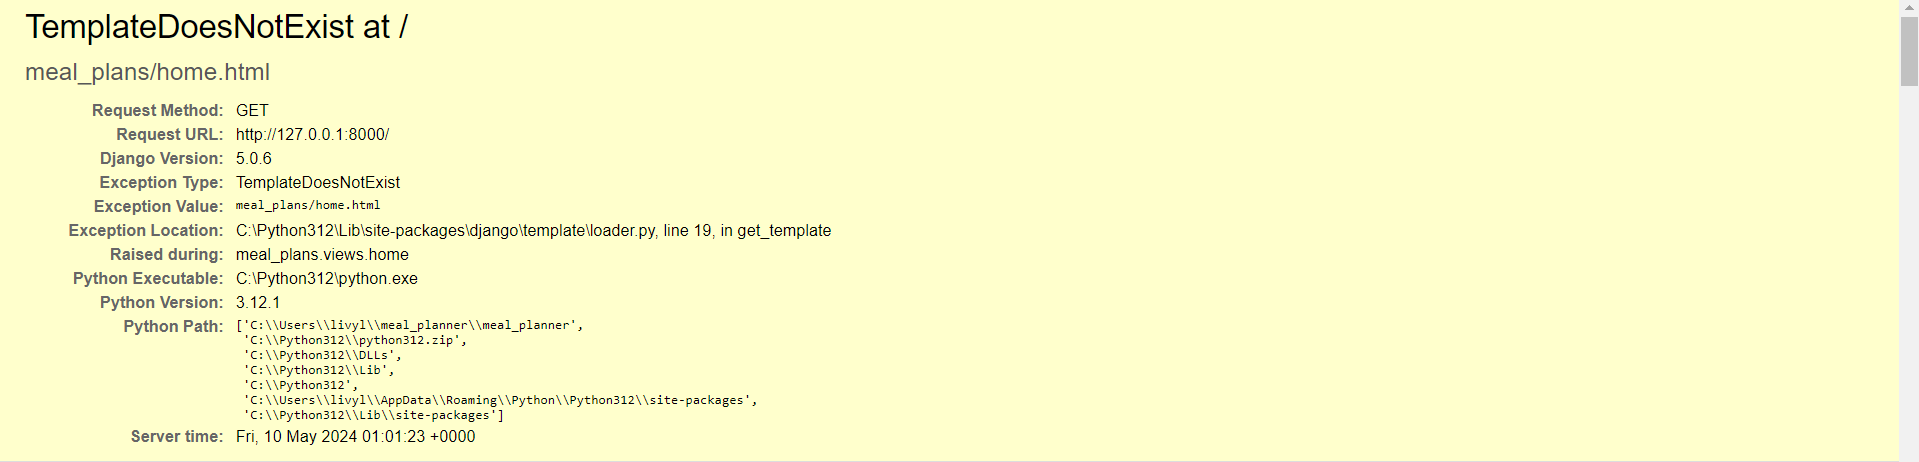 TemplateDoesNotExist at /
meal_plans/home.html
Request Method: GET
Request URL: http://127.0.0.1:8000/
Django Version: 5.0.6
Exception Type: TemplateDoesNotExist
Exception Value: meal_plans/home.html
Exception Location: C:\Python312\Lib\site-packages\django\template\loader.py, line 19, in get_template
Raised during: meal_plans.views.home
Python Executable: C:\Python312\python.exe
Python Version: 3.12.1
Python Path: ['C:\\Users\\livyl\\meal_planner\\meal_planner',
'C:\\Python312\\python312.zip',
'C:\\Python312\\DLLs',
'C:\\Python312\\Lib',
'C:\\Python312',
'C:\\Users\\livyl\\AppData\\Roaming\\Python\\Python312\\site-packages',
'C:\\Python312\\Lib\\site-packages']
Server time: Fri, 10 May 2024 01:01:23 +0000